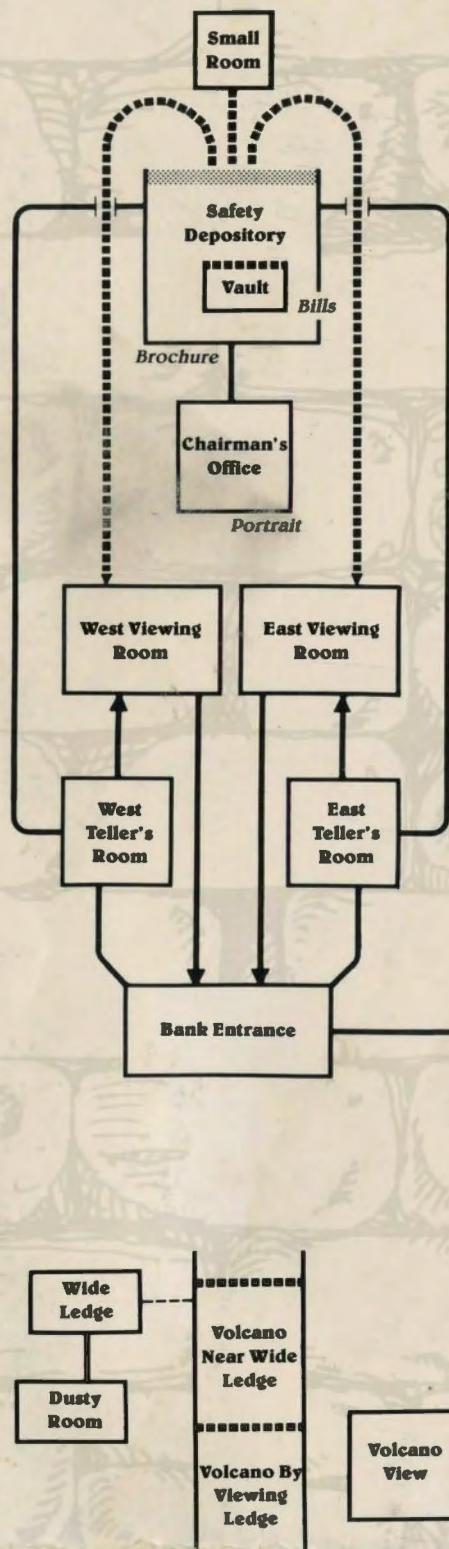 Small
Room
Safety
Depository
Vault
Bills
Brochure
Chairman's
Office
Portrait
West Viewing
Room
East Viewing
Room
West
Teller's
Room
East
Teller's
Room
Bank Entrance
Wide
Ledge
Volcano
Near Wide
Ledge
Dusty
Room
Volcano By
Viewing
Ledge
Volcano
View